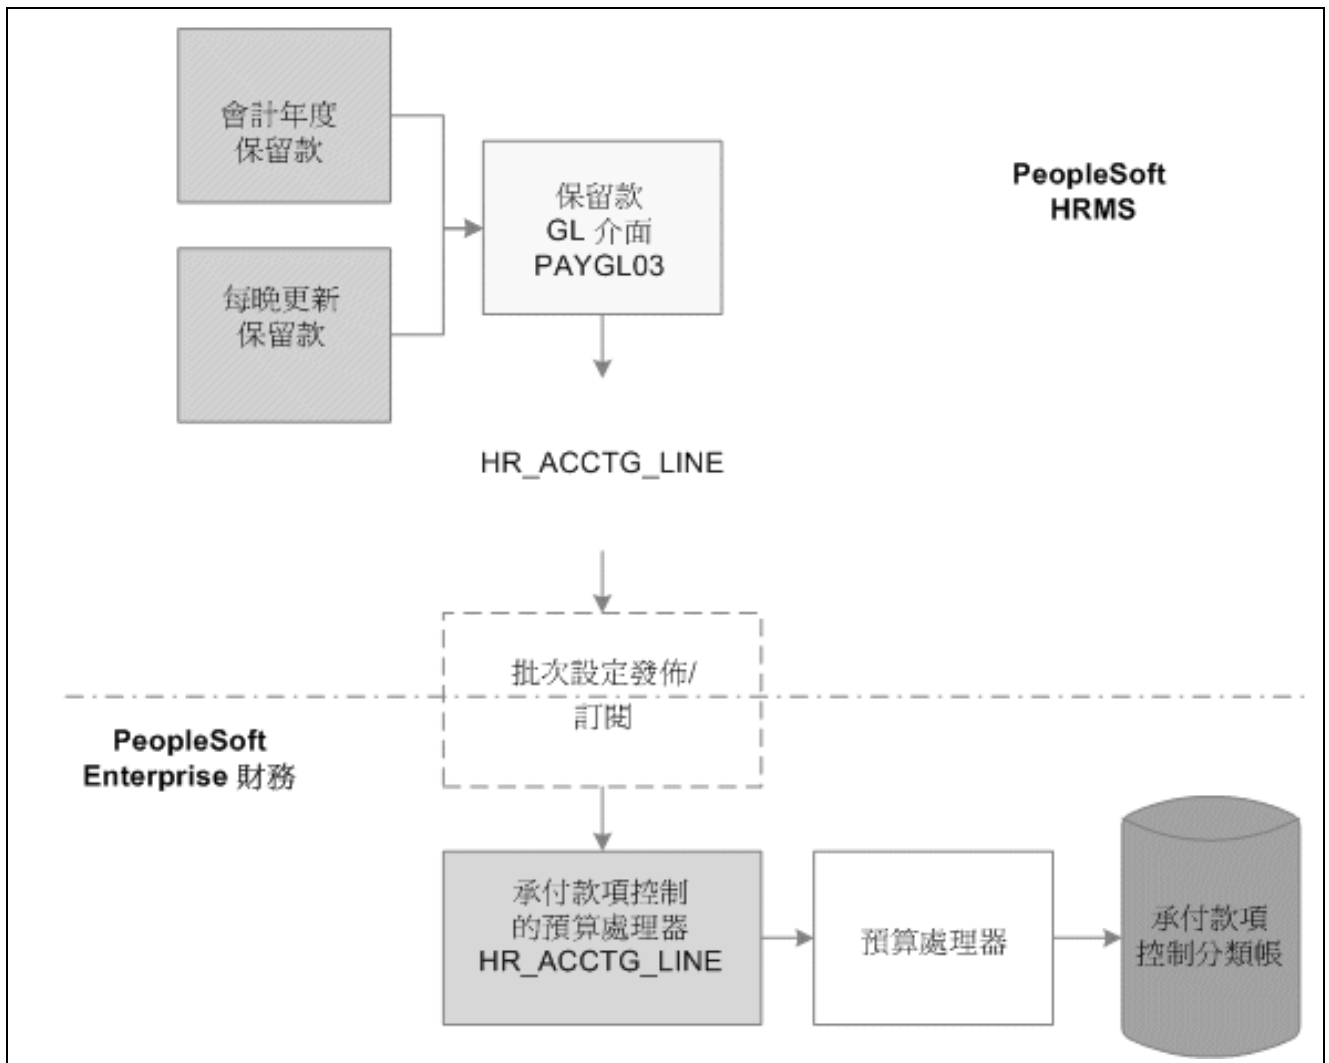 會計年度
保留款
保留款
GL 介面
PAYGL03
PeopleSoft
HRMS
每晚更新
保留款
HR_ACCTG_LINE
批次設定發佈/
訂閱
PeopleSoft
Enterprise 財務
承付款項控制
的預算處理器
HR_ACCTG_LINE
預算處理器
承付款項
控制分類帳